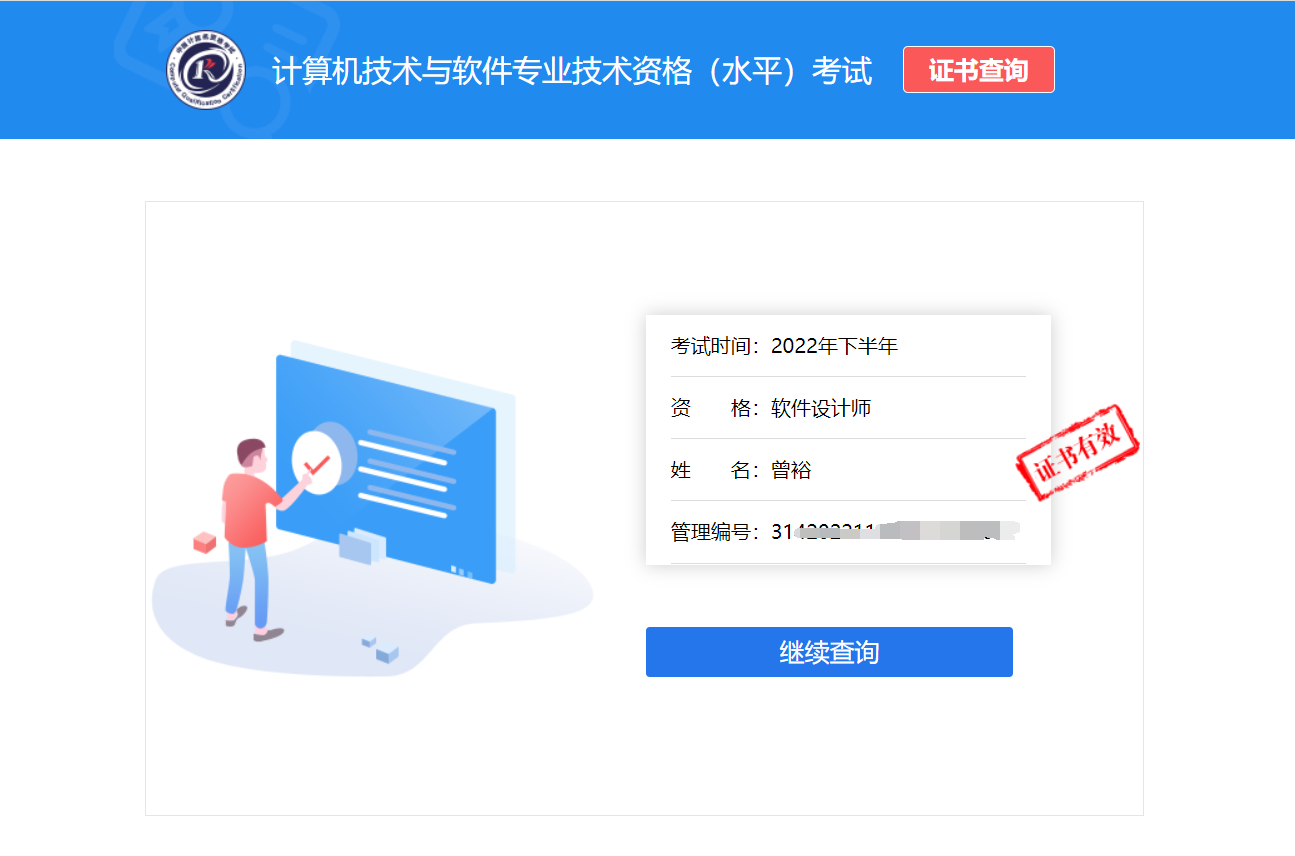 计算机技术与软件专业技术资格（水平）考试
证书查询
考试时间：2022年下半年
资　　格：软件设计师
姓　　名：曾裕
管理编号：31
证书有效
继续查询